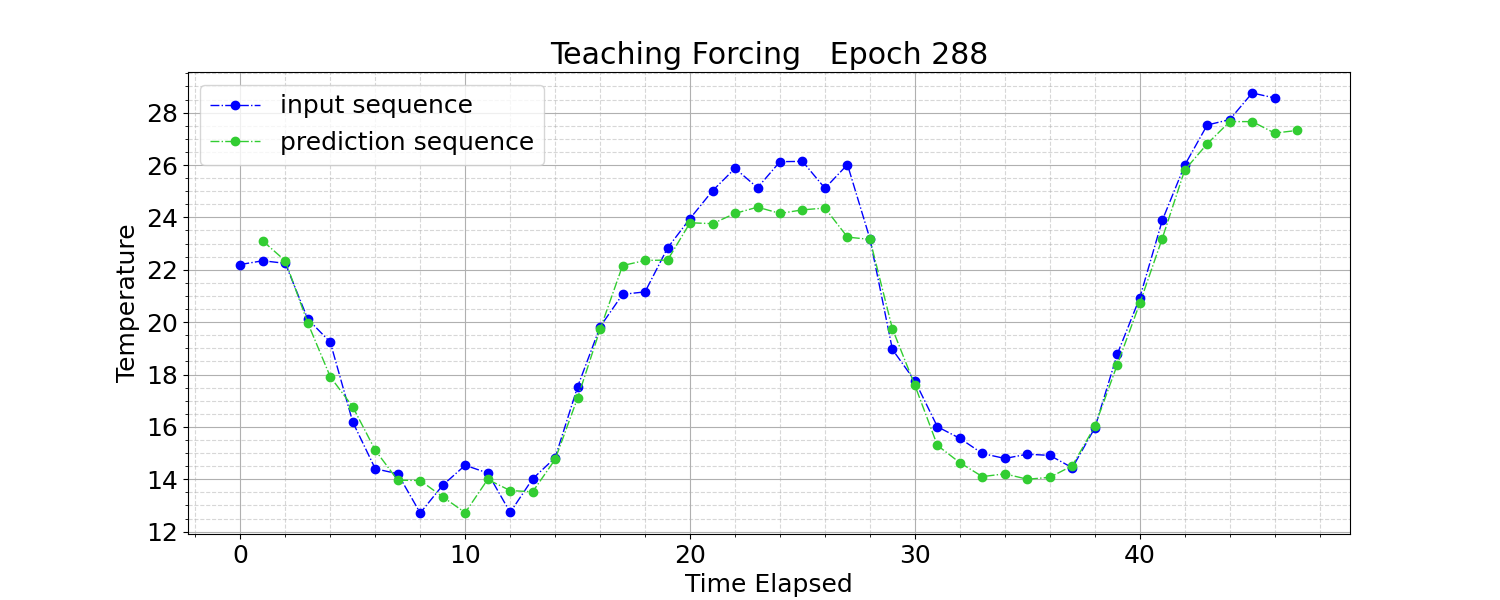 Teaching Forcing   Epoch 288
input sequence
prediction sequence
Temperature
28
26
24
22
20
18
16
14
12
0 10 20 30 40
Time Elapsed